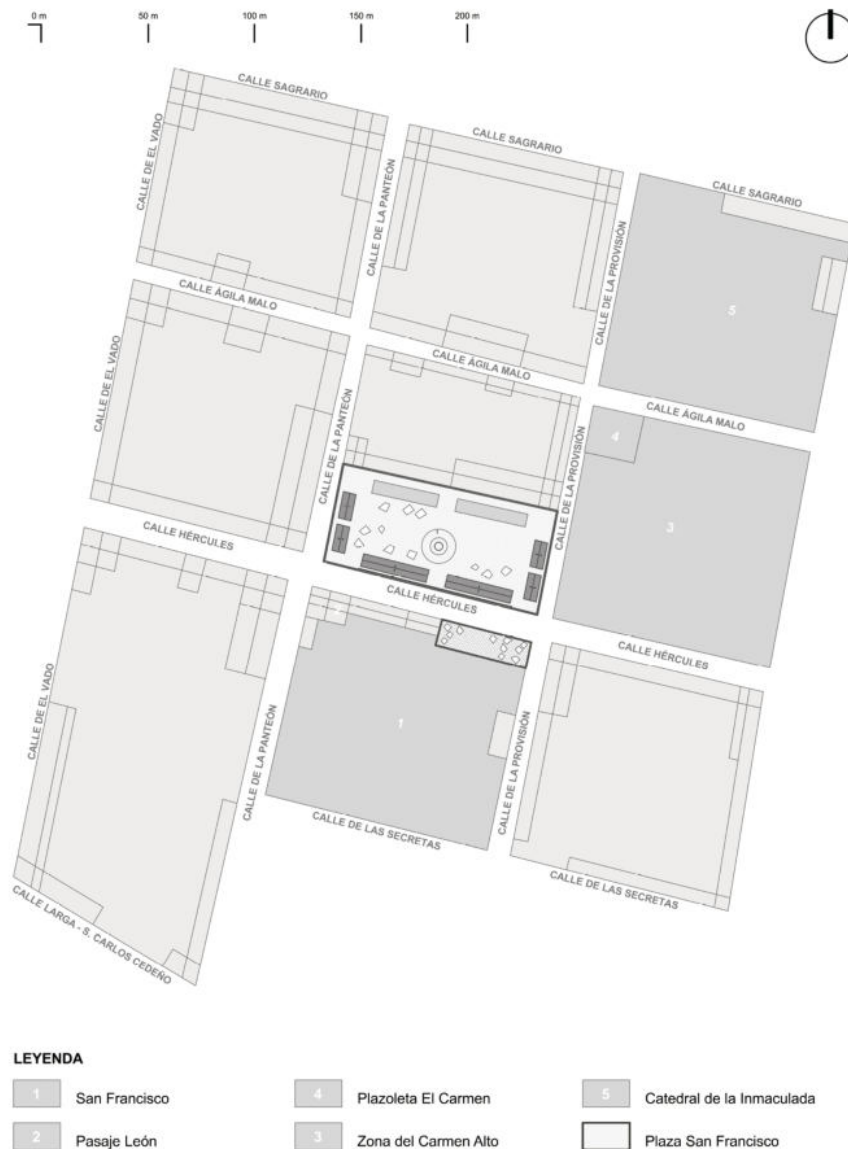 0 m 50 m 100 m 200 m
CALLE SAGRARIO
CALLE SAGRARIO
CALLE SAGRARIO
CALLE DE EL VADO
CALLE DE LA PANTEÓN
CALLE DE LA PROVISIÓN
5
CALLE ÁGILA MALO
CALLE ÁGILA MALO
CALLE ÁGILA MALO
CALLE DE EL VADO
CALLE DE LA PANTEÓN
CALLE DE LA PROVISIÓN
4
3
CALLE HÉRCULES
CALLE HÉRCULES
CALLE HÉRCULES
2
1
CALLE DE EL VADO
CALLE DE LA PANTEÓN
CALLE DE LA PROVISIÓN
CALLE DE LAS SECRETAS
CALLE DE LAS SECRETAS
CALLE LARGA - S. CARLOS CEDEÑO
LEYENDA
1 San Francisco
4 Plazoleta El Carmen
5 Catedral de la Inmaculada
2 Pasaje León
3 Zona del Carmen Alto
Plaza San Francisco